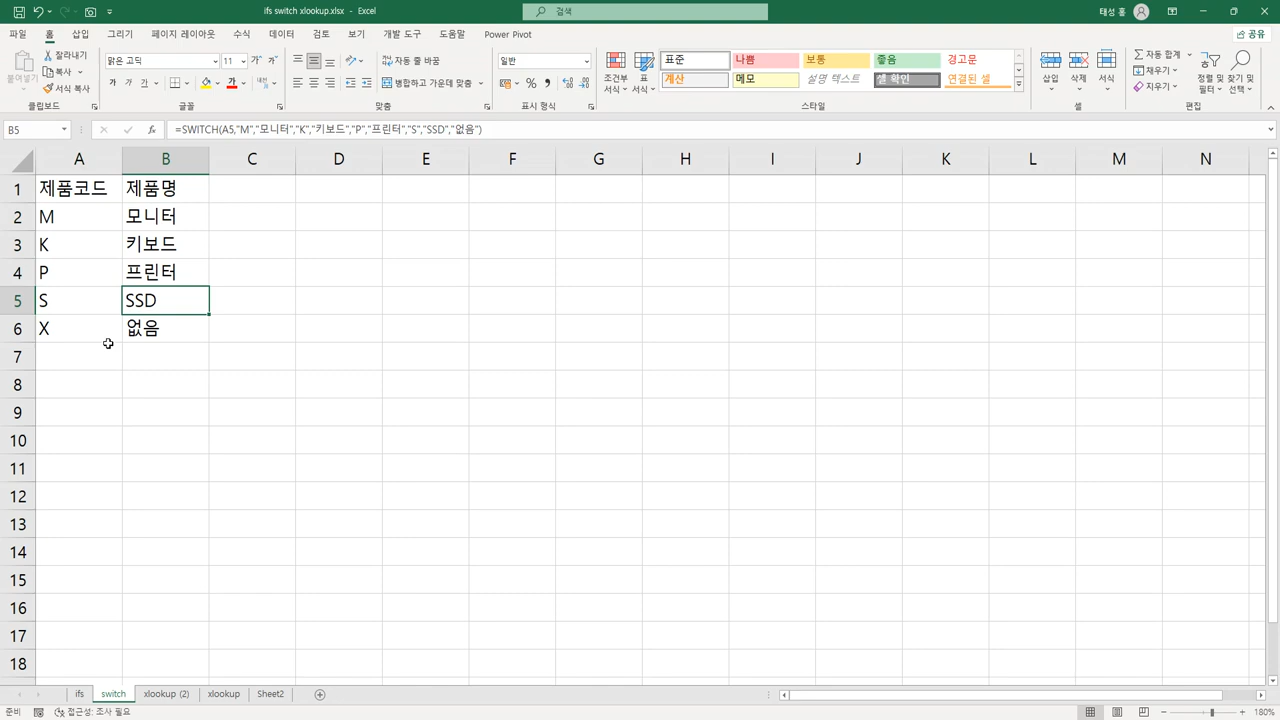 ifs switch xlookup.xlsx - Excel
검색
태성 홍
파일 홈 삽입 그리기 페이지 레이아웃 수식 데이터 검토 보기 개발 도구 도움말 Power Pivot
공유
붙여넣기
잘라내기
복사
서식 복사
클립보드
맑은 고딕 11
가 가 가 가 가 가
글꼴
자동 줄 바꿈
병합하고 가운데 맞춤
맞춤
일반
표시 형식
조건부 서식
표 서식
표준 나쁨 보통 좋음 경고문
계산 메모 설명 텍스트 셀 확인 연결된 셀
스타일
삽입 삭제 서식
셀
자동 합계
채우기
지우기
정렬 및 필터
찾기 및 선택
편집
B5 fx =SWITCH(A5,"M","모니터","K","키보드","P","프린터","S","SSD","없음")
A B C D E F G H I J K L M N
1 제품코드 제품명
2 M 모니터
3 K 키보드
4 P 프린터
5 S SSD
6 X 없음
7
8
9
10
11
12
13
14
15
16
17
18
ifs switch xlookup (2) xlookup Sheet2
준비 접근성: 조사 필요 180%